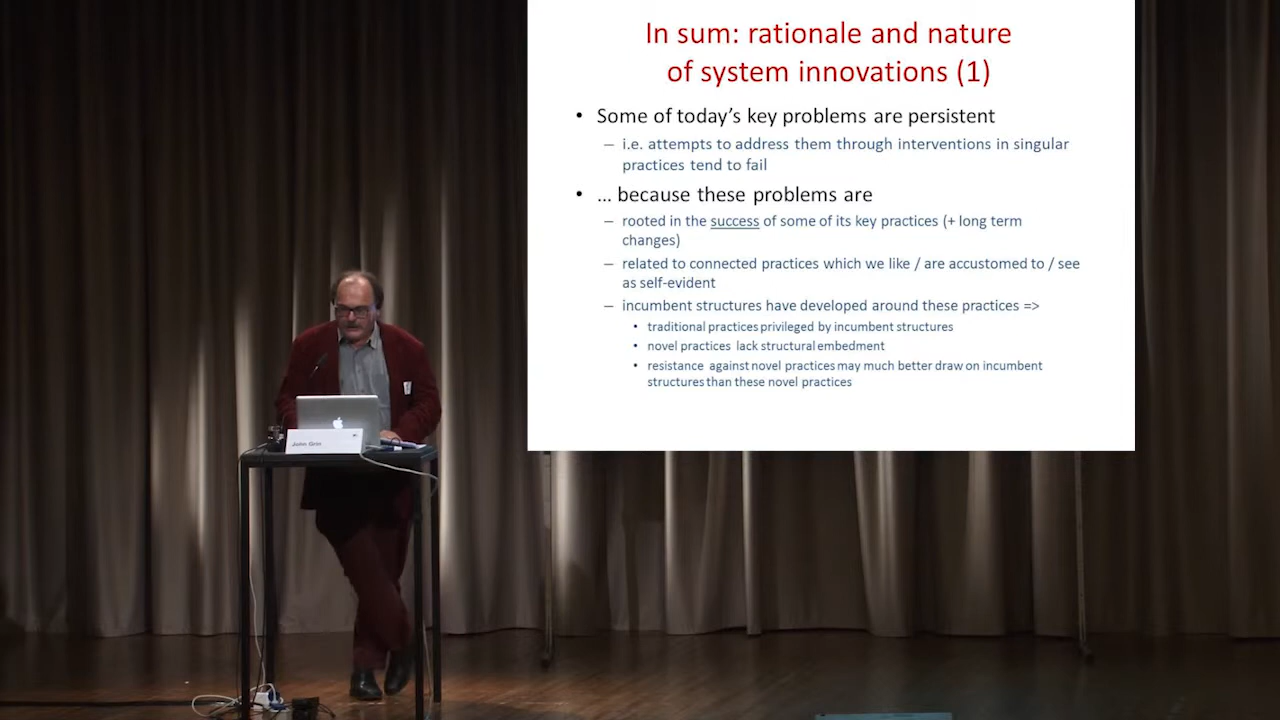 In sum: rationale and nature
of system innovations (1)
• Some of today's key problems are persistent
– i.e. attempts to address them through interventions in singular
practices tend to fail
• ... because these problems are
– rooted in the success of some of its key practices (+ long term
changes)
– related to connected practices which we like / are accustomed to / see
as self-evident
– incumbent structures have developed around these practices =>
• traditional practices privileged by incumbent structures
• novel practices lack structural embedment
• resistance against novel practices may much better draw on incumbent
structures than these novel practices
John Grin